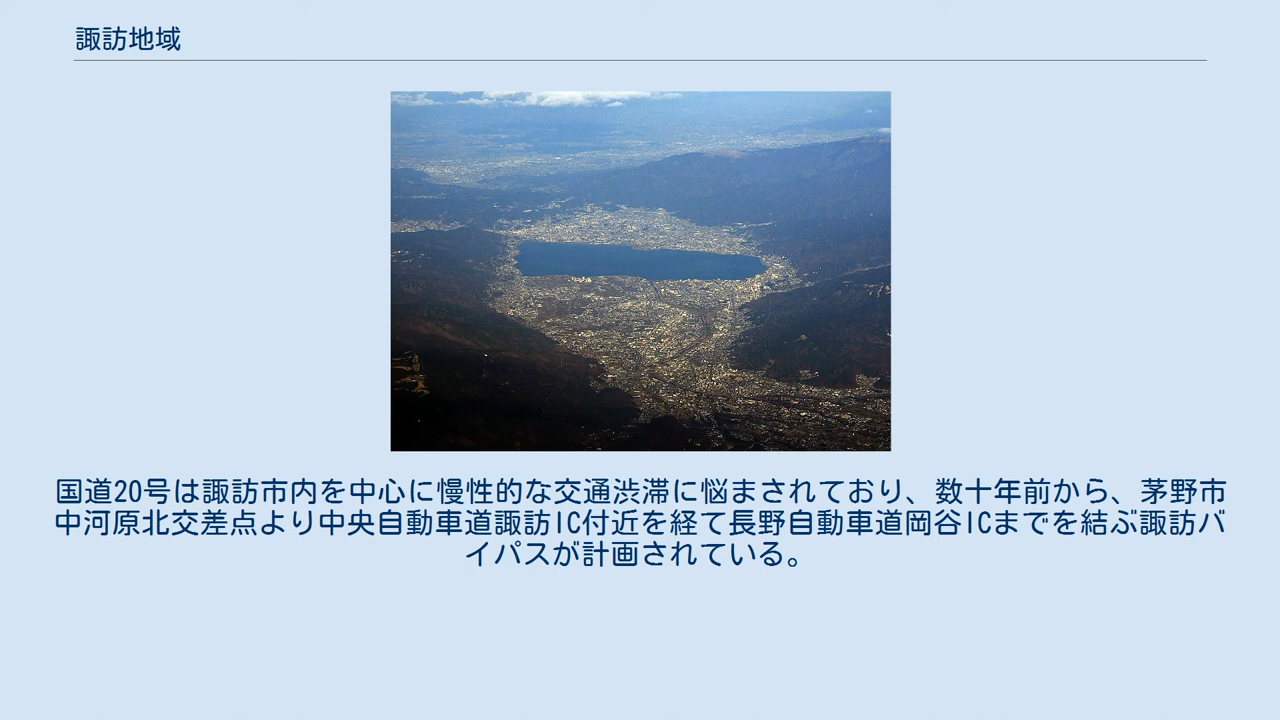 諏訪地域
国道20号は諏訪市内を中心に慢性的な交通渋滞に悩まされており、数十年前から、茅野市
中河原北交差点より中央自動車道諏訪IC付近を経て長野自動車道岡谷ICまでを結ぶ諏訪バ
イパスが計画されている。